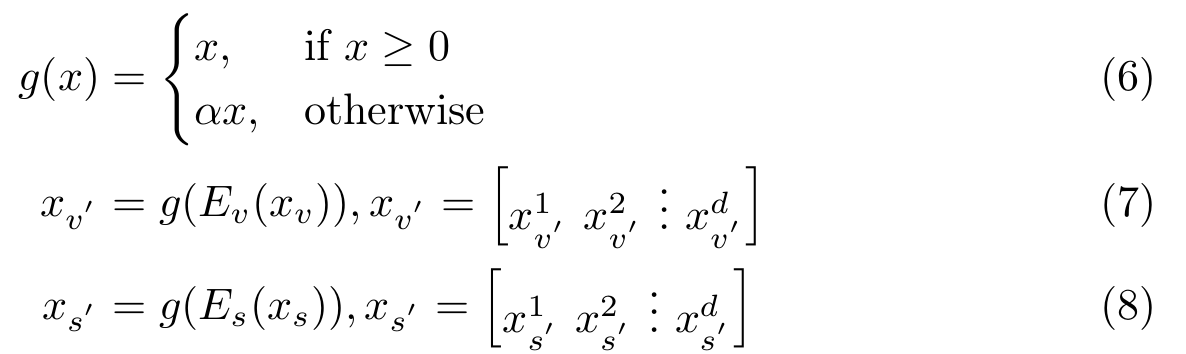 g(x) = { x, if x ≥ 0
αx, otherwise (6)
x_{v'} = g(E_v(x_v)), x_{v'} = [x^1_{v'} x^2_{v'} ⋮ x^d_{v'}] (7)
x_{s'} = g(E_s(x_s)), x_{s'} = [x^1_{s'} x^2_{s'} ⋮ x^d_{s'}] (8)